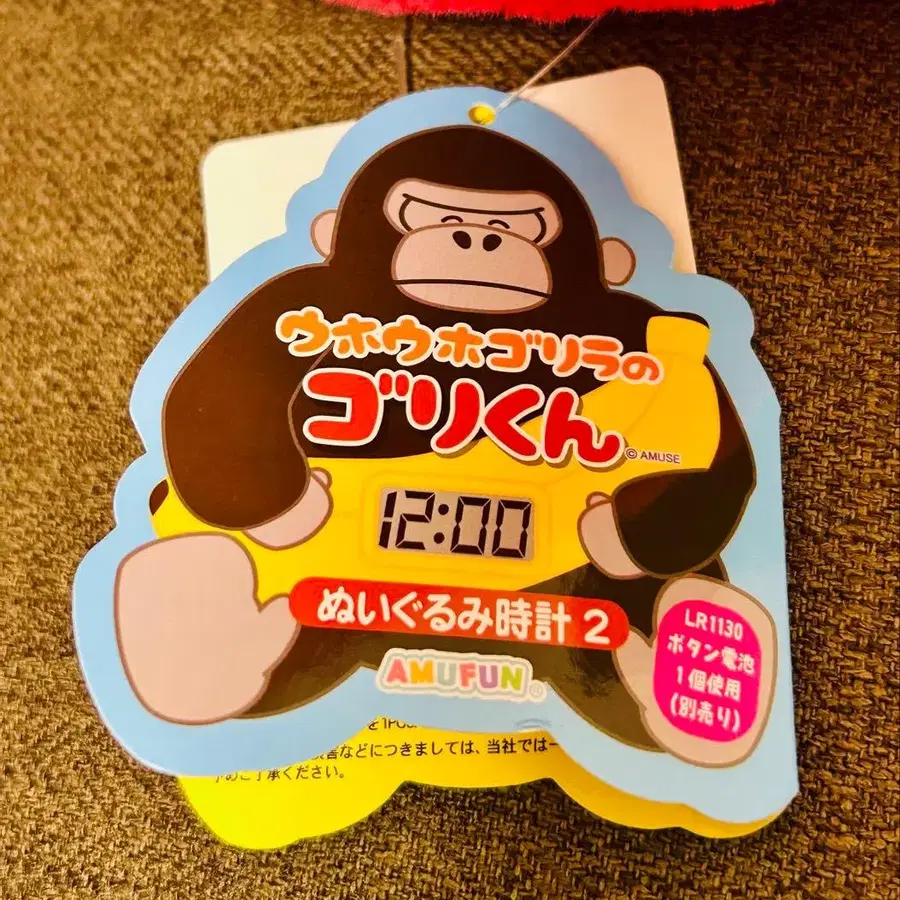 ウホウホゴリラの
ゴリくん
© AMUSE
12:00
ぬいぐるみ時計 2
AMUFUN®
LR1130
ボタン電池
1個使用
(別売り)
などにつきましては、当社では一
ご了承ください。